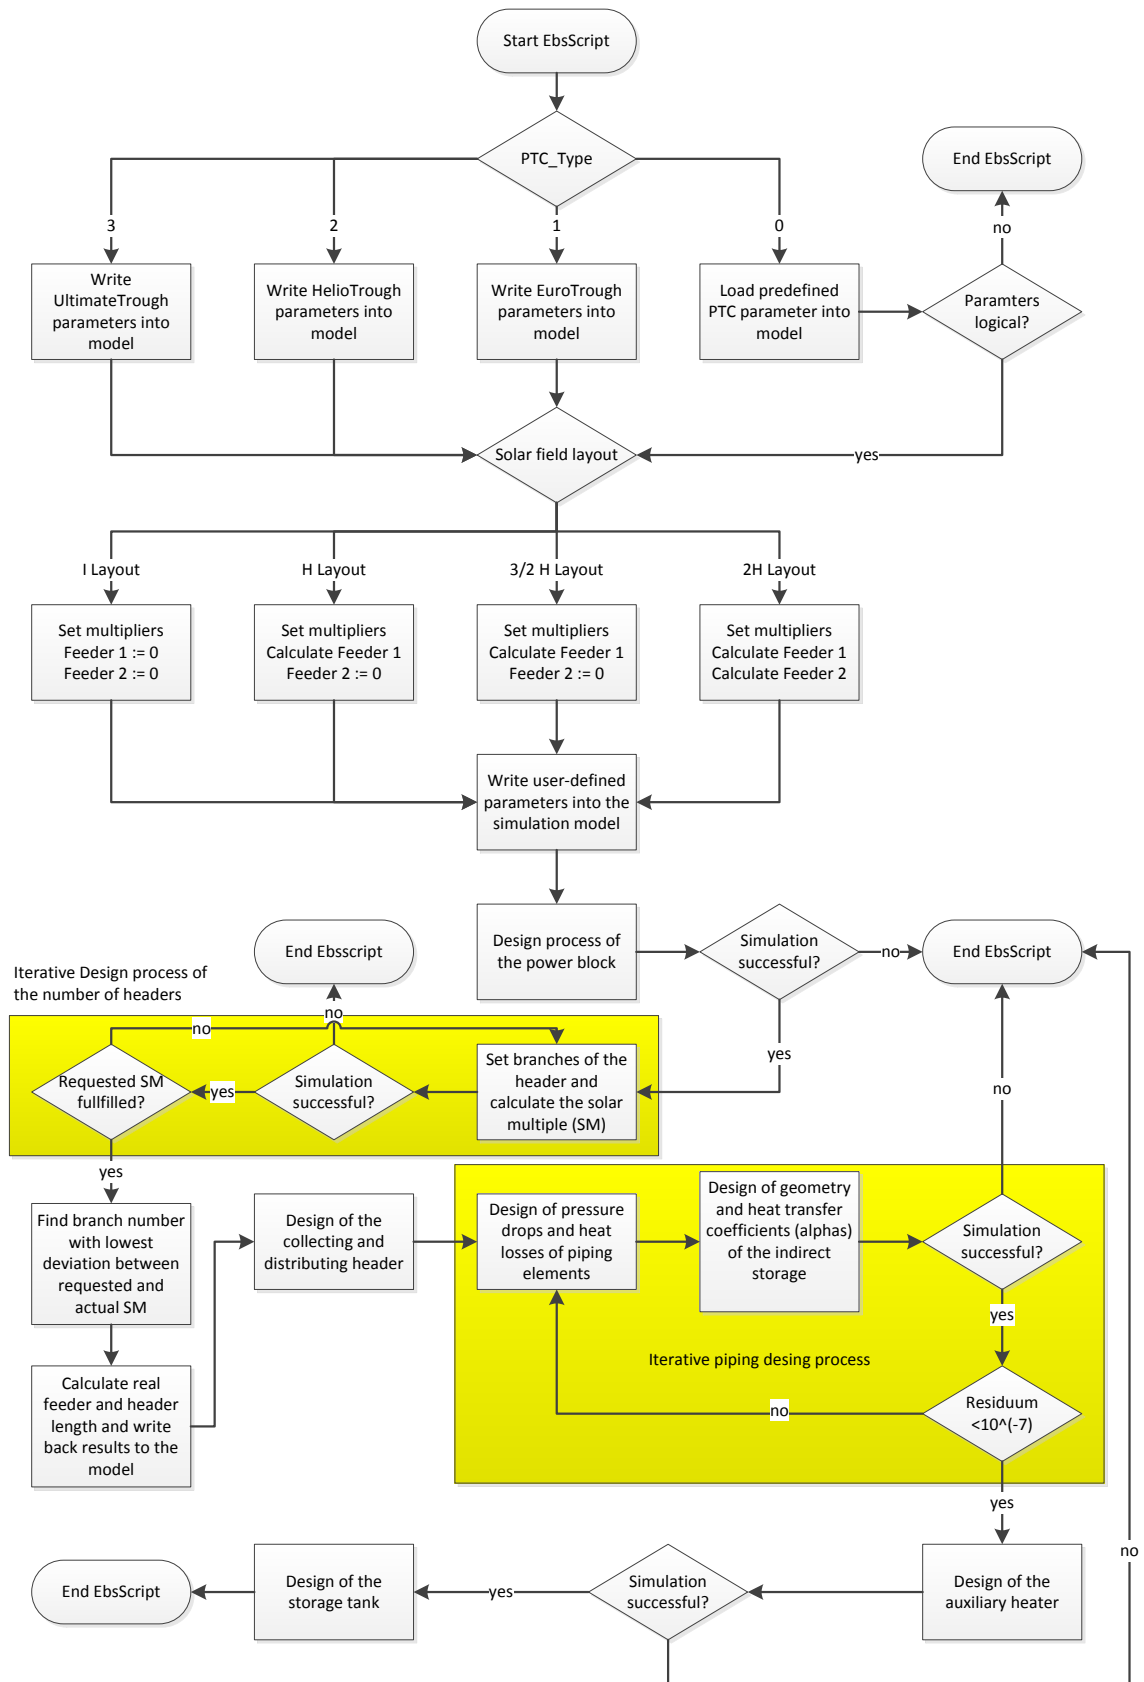 Start EbsScript
PTC_Type
End EbsScript
3
2
1
0
no
Write
UltimateTrough
parameters into
model
Write HelioTrough
parameters into
model
Write EuroTrough
parameters into
model
Load predefined
PTC parameter into
model
Paramters
logical?
Solar field layout
yes
I Layout
H Layout
3/2 H Layout
2H Layout
Set multipliers
Feeder 1 := 0
Feeder 2 := 0
Set multipliers
Calculate Feeder 1
Feeder 2 := 0
Set multipliers
Calculate Feeder 1
Feeder 2 := 0
Set multipliers
Calculate Feeder 1
Calculate Feeder 2
Write user-defined
parameters into the
simulation model
Design process of
the power block
Simulation
successful?
no
End EbsScript
End Ebsscript
Iterative Design process of
the number of headers
no
no
yes
Requested SM
fullfilled?
yes
Simulation
successful?
Set branches of the
header and
calculate the solar
multiple (SM)
no
yes
Find branch number
with lowest
deviation between
requested and
actual SM
Design of the
collecting and
distributing header
Design of pressure
drops and heat
losses of piping
elements
Design of geometry
and heat transfer
coefficients (alphas)
of the indirect
storage
Simulation
successful?
yes
Iterative piping desing process
Calculate real
feeder and header
length and write
back results to the
model
no
Residuum
<10^(-7)
yes
no
End EbsScript
Design of the
storage tank
yes
Simulation
successful?
Design of the
auxiliary heater